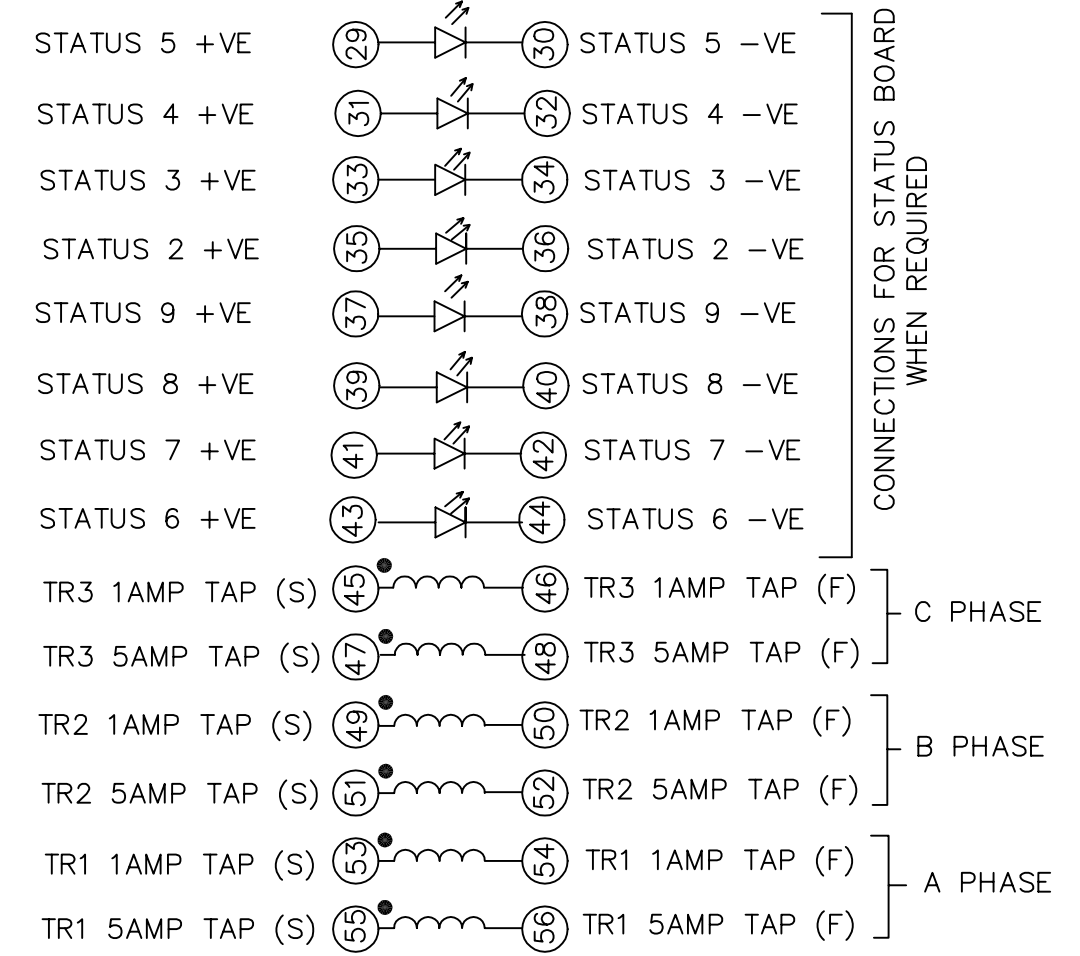 STATUS 5 +VE 29 30 STATUS 5 −VE
STATUS 4 +VE 31 32 STATUS 4 −VE
STATUS 3 +VE 33 34 STATUS 3 −VE
STATUS 2 +VE 35 36 STATUS 2 −VE
STATUS 9 +VE 37 38 STATUS 9 −VE
STATUS 8 +VE 39 40 STATUS 8 −VE
STATUS 7 +VE 41 42 STATUS 7 −VE
STATUS 6 +VE 43 44 STATUS 6 −VE
CONNECTIONS FOR STATUS BOARD
WHEN REQUIRED
TR3 1AMP TAP (S) 45 46 TR3 1AMP TAP (F)
C PHASE
TR3 5AMP TAP (S) 47 48 TR3 5AMP TAP (F)
TR2 1AMP TAP (S) 49 50 TR2 1AMP TAP (F)
B PHASE
TR2 5AMP TAP (S) 51 52 TR2 5AMP TAP (F)
TR1 1AMP TAP (S) 53 54 TR1 1AMP TAP (F)
A PHASE
TR1 5AMP TAP (S) 55 56 TR1 5AMP TAP (F)